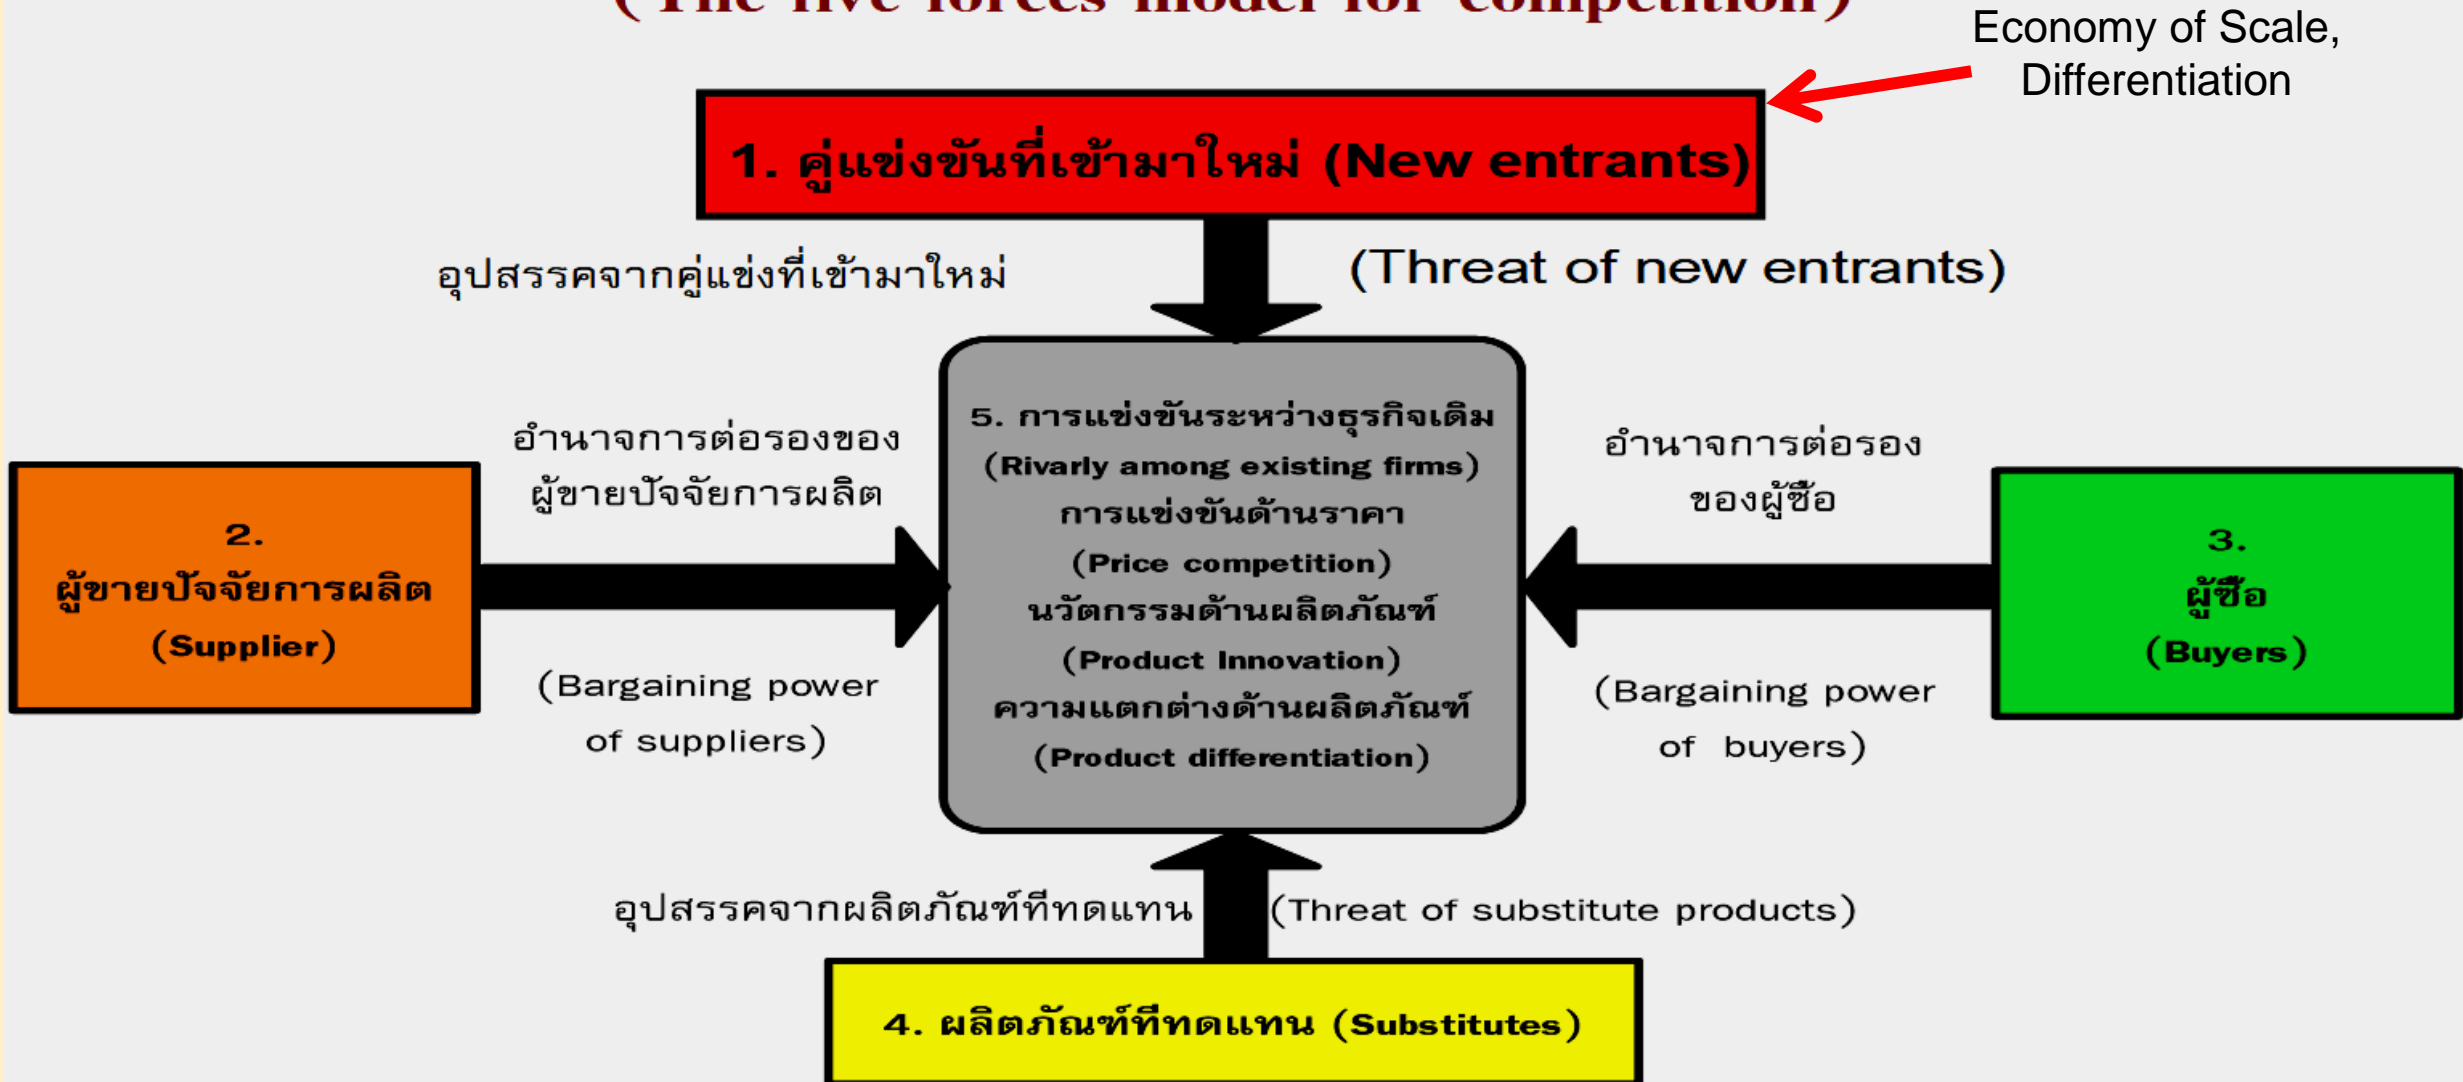 (The five forces model for competition)
Economy of Scale,
Differentiation
1. คู่แข่งขันที่เข้ามาใหม่ (New entrants)
อุปสรรคจากคู่แข่งที่เข้ามาใหม่
(Threat of new entrants)
อำนาจการต่อรองของ
ผู้ขายปัจจัยการผลิต
2.
ผู้ขายปัจจัยการผลิต
(Supplier)
(Bargaining power
of suppliers)
5. การแข่งขันระหว่างธุรกิจเดิม
(Rivarly among existing firms)
การแข่งขันด้านราคา
(Price competition)
นวัตกรรมด้านผลิตภัณฑ์
(Product Innovation)
ความแตกต่างด้านผลิตภัณฑ์
(Product differentiation)
อำนาจการต่อรอง
ของผู้ซื้อ
3.
ผู้ซื้อ
(Buyers)
(Bargaining power
of buyers)
อุปสรรคจากผลิตภัณฑ์ที่ทดแทน
(Threat of substitute products)
4. ผลิตภัณฑ์ที่ทดแทน (Substitutes)